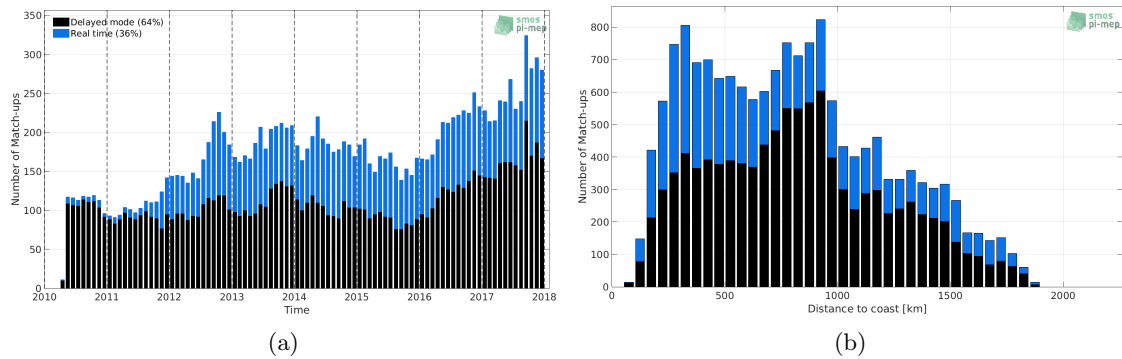 Delayed mode (64%)
Real time (36%)
smos
pi-mep
Number of Match-ups
350
300
250
200
150
100
50
0
2010 2011 2012 2013 2014 2015 2016 2017 2018
Time
(a)
smos
pi-mep
Number of Match-ups
800
700
600
500
400
300
200
100
0
0 500 1000 1500 2000
Distance to coast [km]
(b)